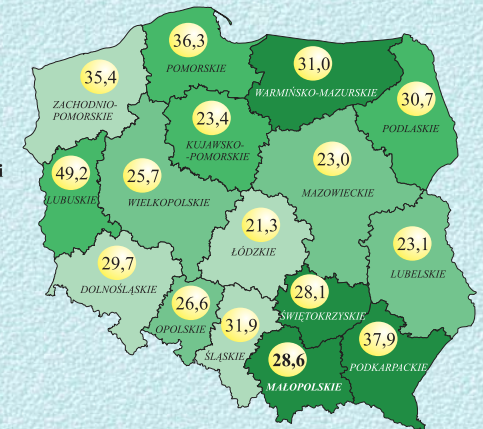 36,3
POMORSKIE
35,4
ZACHODNIO-
POMORSKIE
31,0
WARMIŃSKO-MAZURSKIE
30,7
PODLASKIE
23,4
KUJAWSKO-
-POMORSKIE
i
49,2
LUBUSKIE
25,7
WIELKOPOLSKIE
23,0
MAZOWIECKIE
21,3
ŁÓDZKIE
23,1
LUBELSKIE
29,7
DOLNOŚLĄSKIE
26,6
OPOLSKIE
31,9
ŚLĄSKIE
28,1
ŚWIĘTOKRZYSKIE
28,6
MAŁOPOLSKIE
37,9
PODKARPACKIE